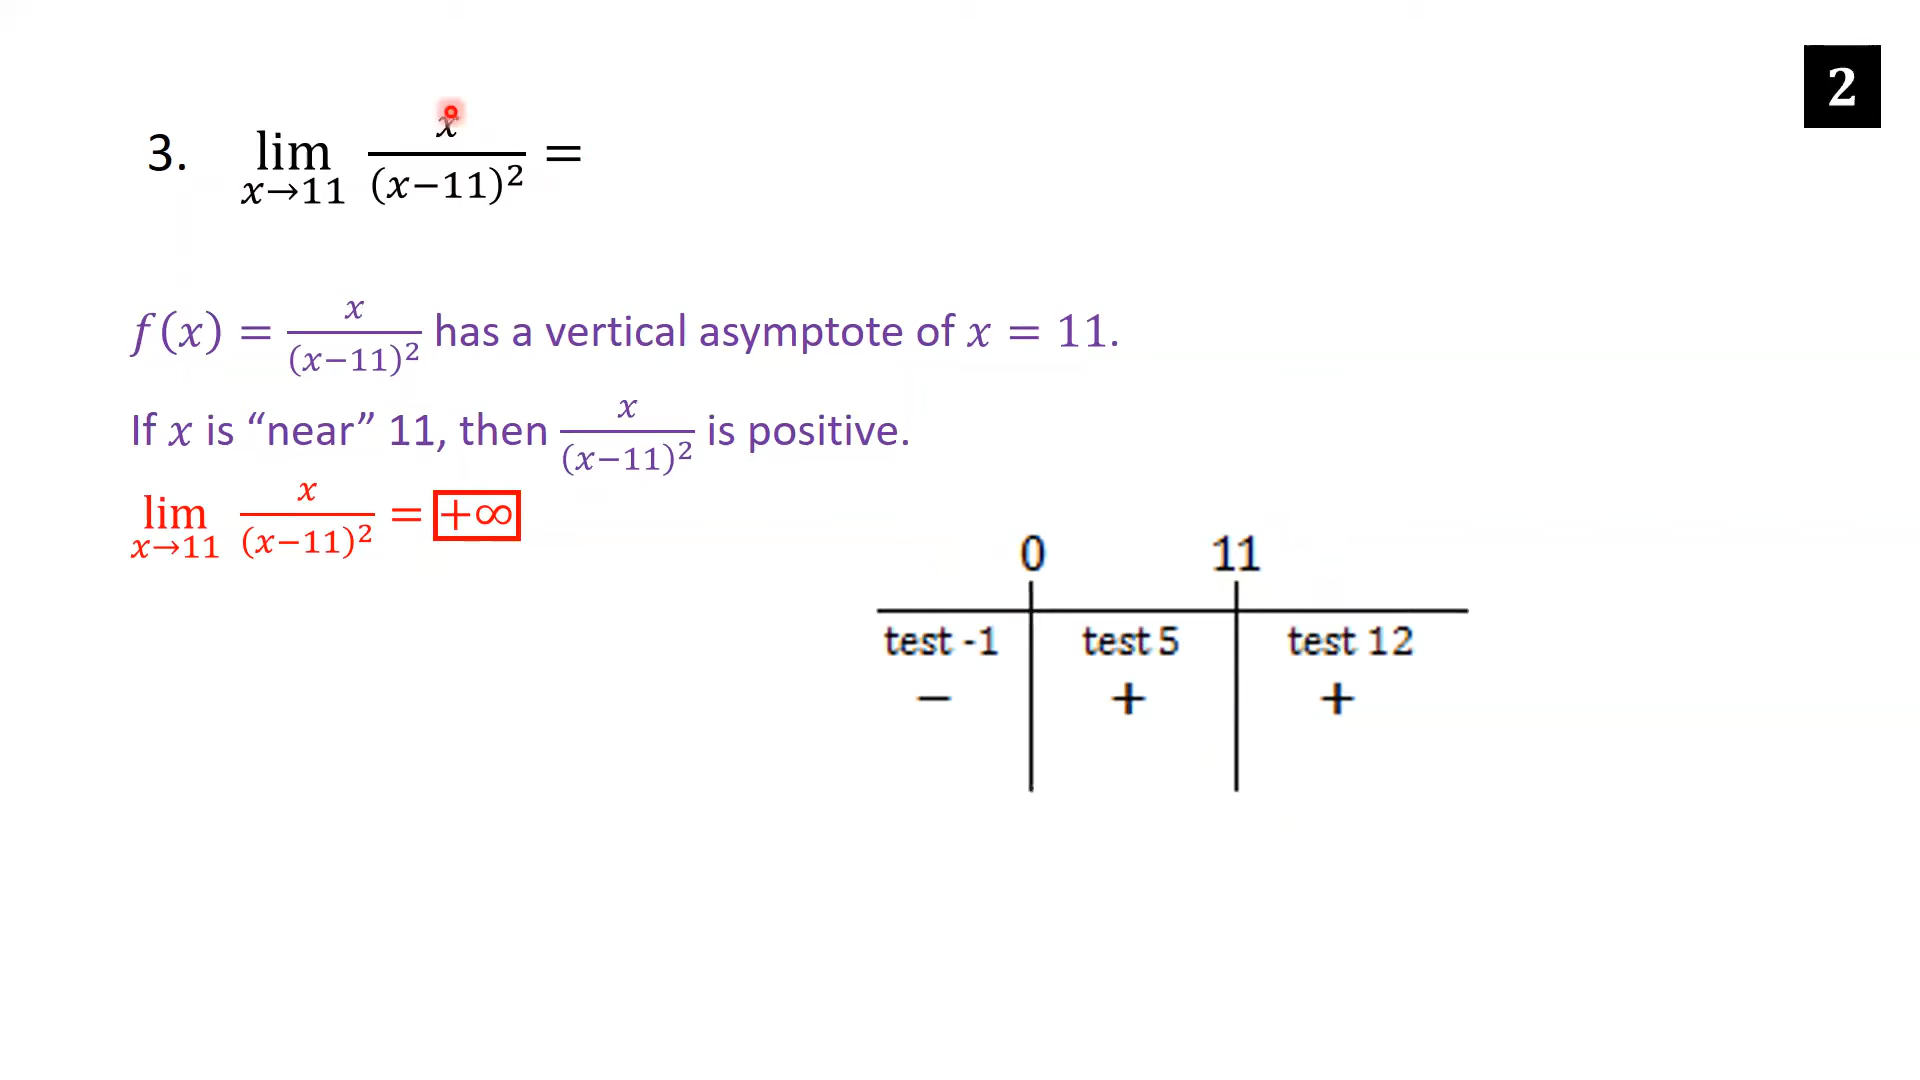 2
3. lim x→11 x/(x−11)² =
f(x) = x/(x−11)² has a vertical asymptote of x = 11.
If x is “near” 11, then x/(x−11)² is positive.
lim x→11 x/(x−11)² = +∞
0 11
test -1 test 5 test 12
− + +